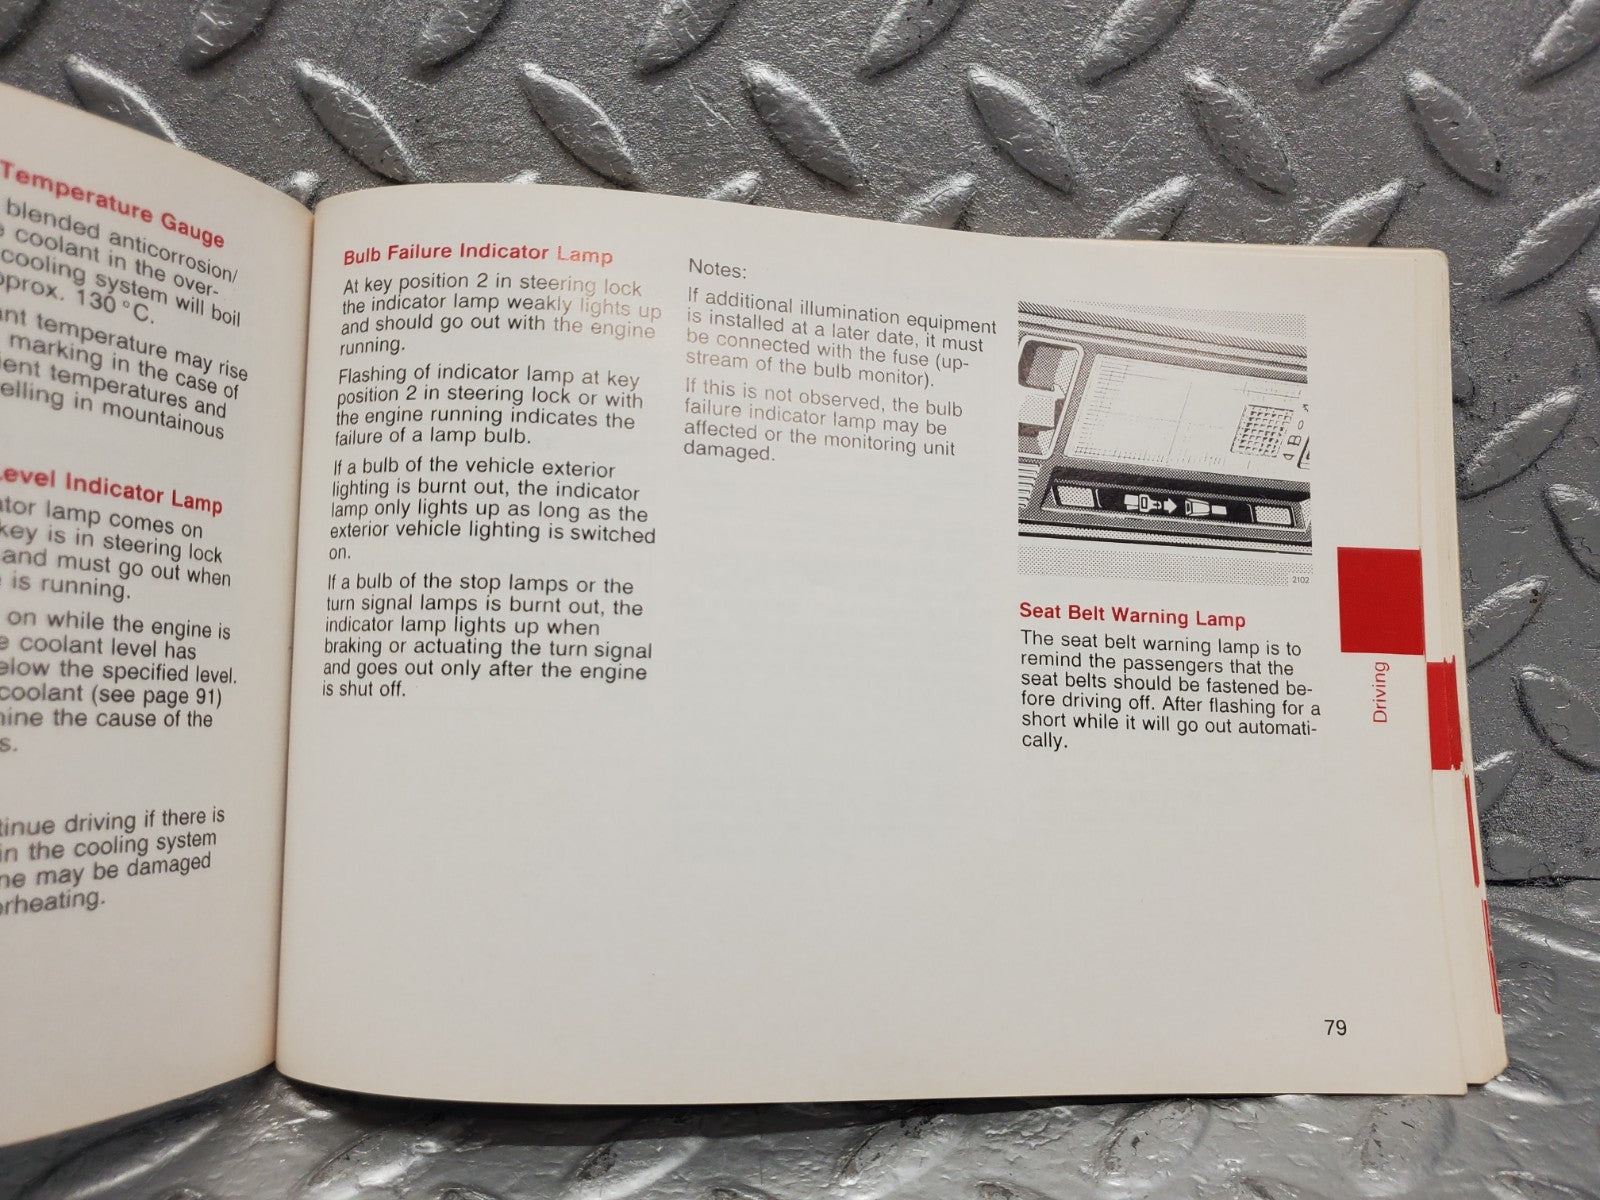 Temperature Gauge
blended anticorrosion/
coolant in the over-
cooling system will boil
130 °C.
temperature may rise
marking in the case of
temperatures and
in mountainous
Level Indicator Lamp
lamp comes on
key is in steering lock
and must go out when
is running.
on while the engine is
coolant level has
the specified level.
coolant (see page 91)
the cause of the
driving if there is
in the cooling system
may be damaged
Bulb Failure Indicator Lamp
At key position 2 in steering lock
the indicator lamp weakly lights up
and should go out with the engine
running.
Flashing of indicator lamp at key
position 2 in steering lock or with
the engine running indicates the
failure of a lamp bulb.
If a bulb of the vehicle exterior
lighting is burnt out, the indicator
lamp only lights up as long as the
exterior vehicle lighting is switched
on.
If a bulb of the stop lamps or the
turn signal lamps is burnt out, the
indicator lamp lights up when
braking or actuating the turn signal
and goes out only after the engine
is shut off.
Notes:
If additional illumination equipment
is installed at a later date, it must
be connected with the fuse (up-
stream of the bulb monitor).
If this is not observed, the bulb
failure indicator lamp may be
affected or the monitoring unit
damaged.
B
2102
Seat Belt Warning Lamp
The seat belt warning lamp is to
remind the passengers that the
seat belts should be fastened be-
fore driving off. After flashing for a
short while it will go out automati-
cally.
Driving
79